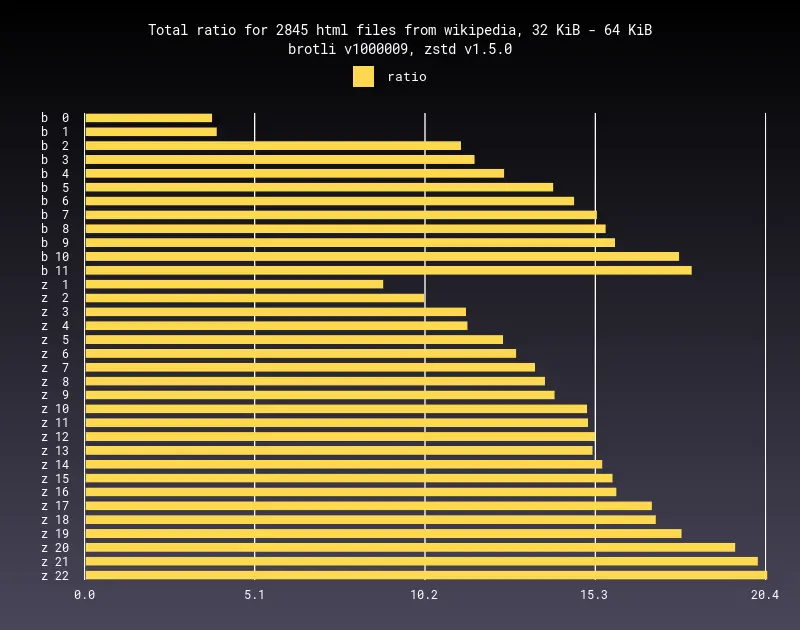 Total ratio for 2845 html files from wikipedia, 32 KiB - 64 KiB
brotli v1000009, zstd v1.5.0
ratio
b 0
b 1
b 2
b 3
b 4
b 5
b 6
b 7
b 8
b 9
b 10
b 11
z 1
z 2
z 3
z 4
z 5
z 6
z 7
z 8
z 9
z 10
z 11
z 12
z 13
z 14
z 15
z 16
z 17
z 18
z 19
z 20
z 21
z 22
0.0 5.1 10.2 15.3 20.4